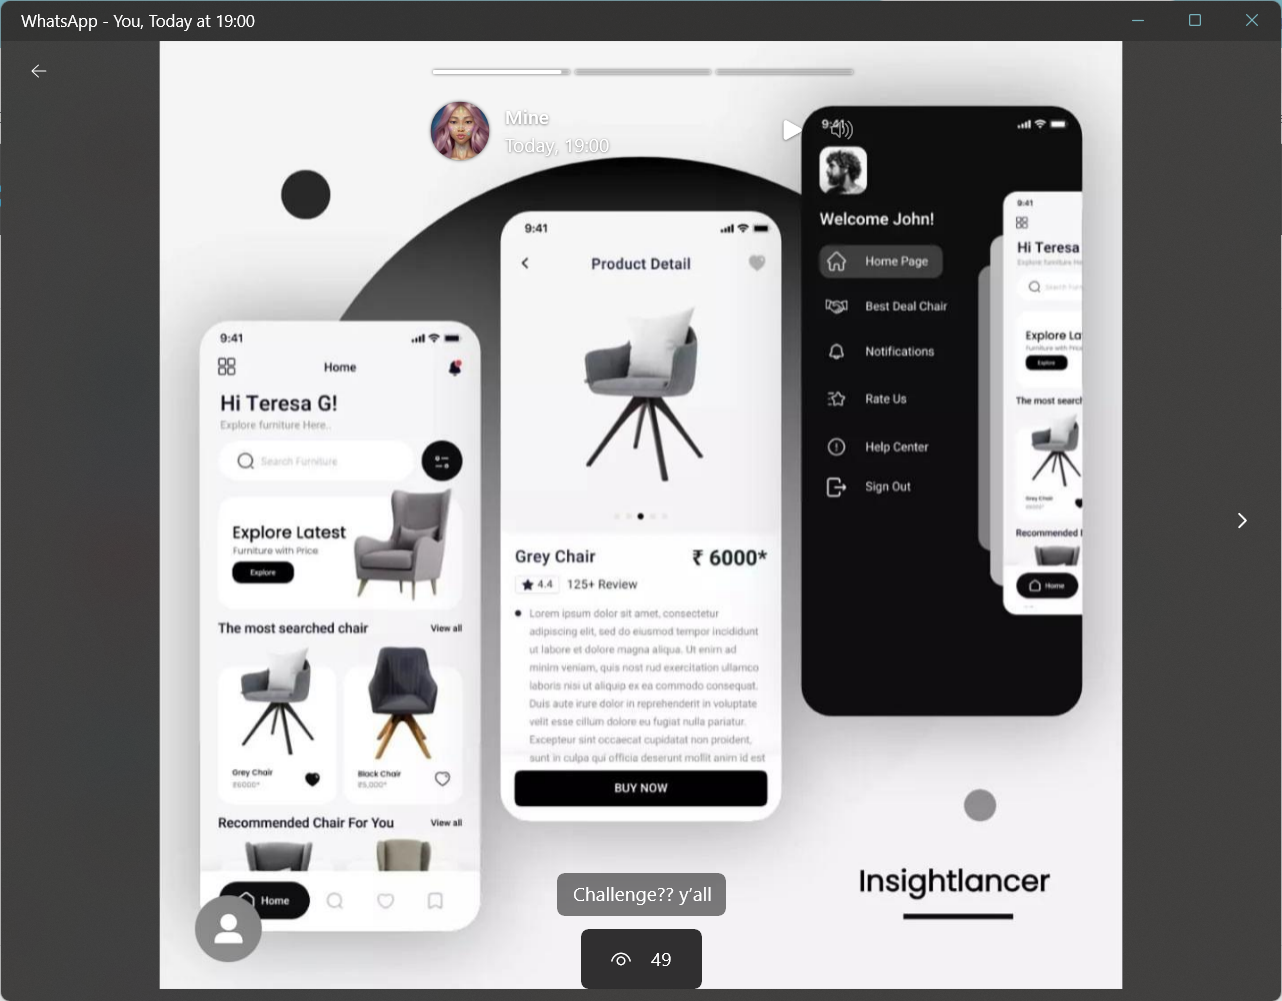 WhatsApp - You, Today at 19:00
Mine
Today, 19:00
9:41
Home
Hi Teresa G!
Explore furniture Here..
Search Furniture
Explore Latest
Furniture with Price
Explore
The most searched chair
View all
Grey Chair
₹6000*
Black Chair
₹5,000*
Recommended Chair For You
View all
Home
9:41
Product Detail
Grey Chair
₹ 6000*
4.4
125+ Review
Lorem ipsum dolor sit amet, consectetur
adipiscing elit, sed do eiusmod tempor incididunt
ut labore et dolore magna aliqua. Ut enim ad
minim veniam, quis nost rud exercitation ullamco
laboris nisi ut aliquip ex ea commodo consequat.
Duis aute irure dolor in reprehenderit in voluptate
velit esse cillum dolore eu fugiat nulla pariatur.
Excepteur sint occaecat cupidatat non proident,
sunt in culpa qui officia deserunt mollit anim id est
BUY NOW
9:41
Welcome John!
Home Page
Best Deal Chair
Notifications
Rate Us
Help Center
Sign Out
9:41
Hi Teresa
Explore furniture He
Search Furn
Explore La
Furniture with Price
Explore
The most search
Grey Chair
Recommended
Home
Insightlancer
Challenge?? y'all
49